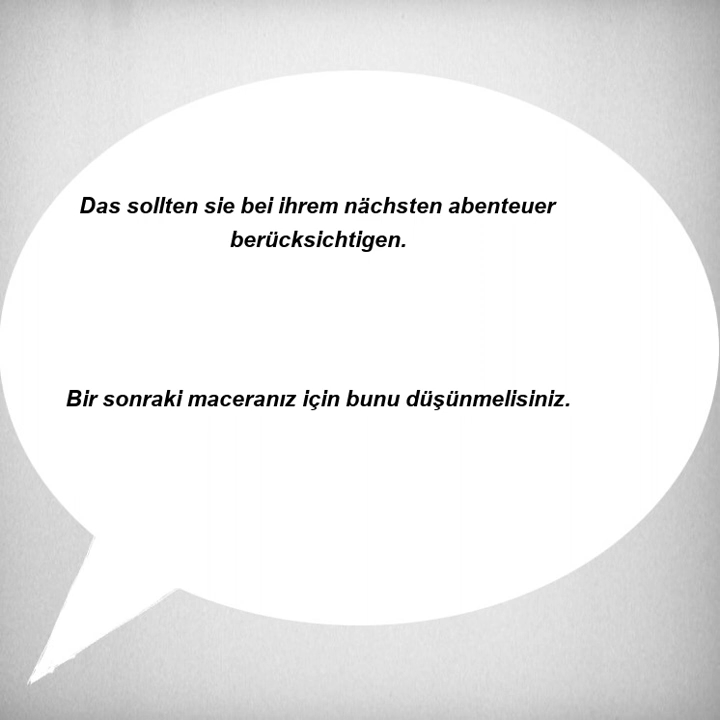 Das sollten sie bei ihrem nächsten abenteuer
berücksichtigen.
Bir sonraki maceranız için bunu düşünmelisiniz.